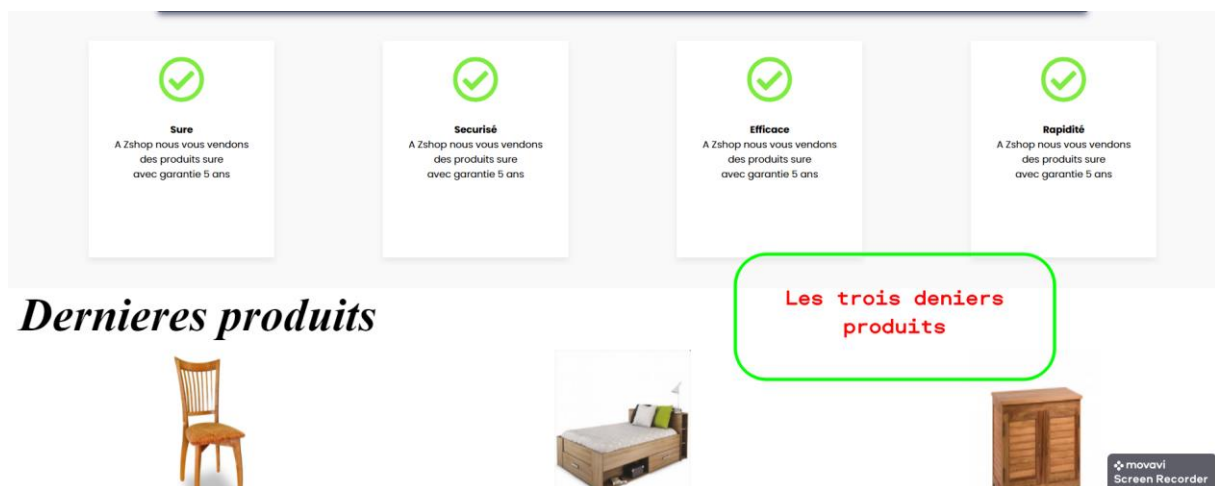 Sure
A Zshop nous vous vendons
des produits sure
avec garantie 5 ans
Securisé
A Zshop nous vous vendons
des produits sure
avec garantie 5 ans
Efficace
A Zshop nous vous vendons
des produits sure
avec garantie 5 ans
Rapidité
A Zshop nous vous vendons
des produits sure
avec garantie 5 ans
Dernieres produits
Les trois deniers
produits
movavi
Screen Recorder